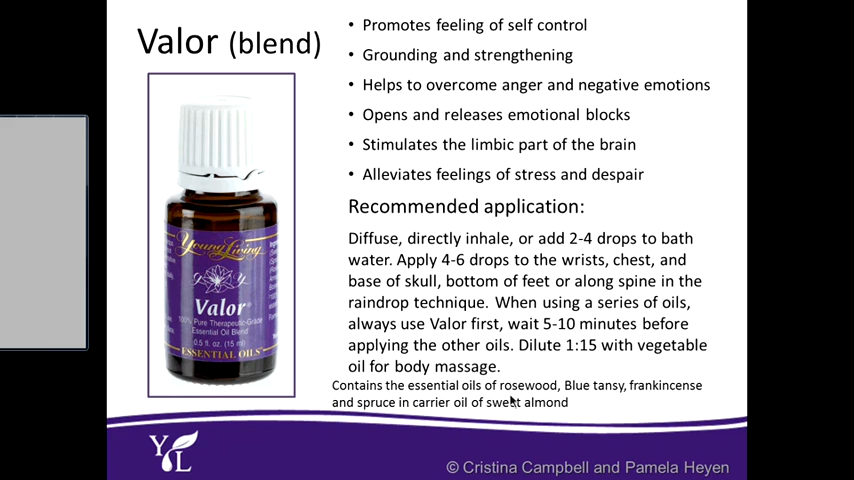 Valor (blend)
• Promotes feeling of self control
• Grounding and strengthening
• Helps to overcome anger and negative emotions
• Opens and releases emotional blocks
• Stimulates the limbic part of the brain
• Alleviates feelings of stress and despair
Recommended application:
Diffuse, directly inhale, or add 2-4 drops to bath
water. Apply 4-6 drops to the wrists, chest, and
base of skull, bottom of feet or along spine in the
raindrop technique. When using a series of oils,
always use Valor first, wait 5-10 minutes before
applying the other oils. Dilute 1:15 with vegetable
oil for body massage.
Contains the essential oils of rosewood, Blue tansy, frankincense
and spruce in carrier oil of sweet almond
Young Living
Valor
100% Pure Therapeutic-Grade
Essential Oil Blend
0.5 fl. oz. (15 ml)
ESSENTIAL OILS
YL
© Cristina Campbell and Pamela Heyen